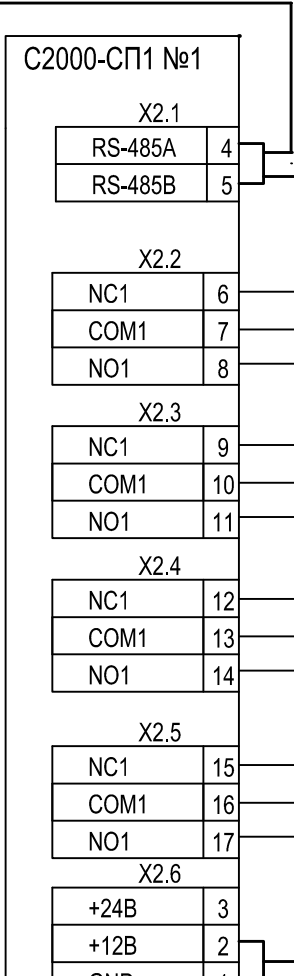 С2000-СП1 №1
X2.1
RS-485A 4
RS-485B 5
X2.2
NC1 6
COM1 7
NO1 8
X2.3
NC1 9
COM1 10
NO1 11
X2.4
NC1 12
COM1 13
NO1 14
X2.5
NC1 15
COM1 16
NO1 17
X2.6
+24В 3
+12В 2